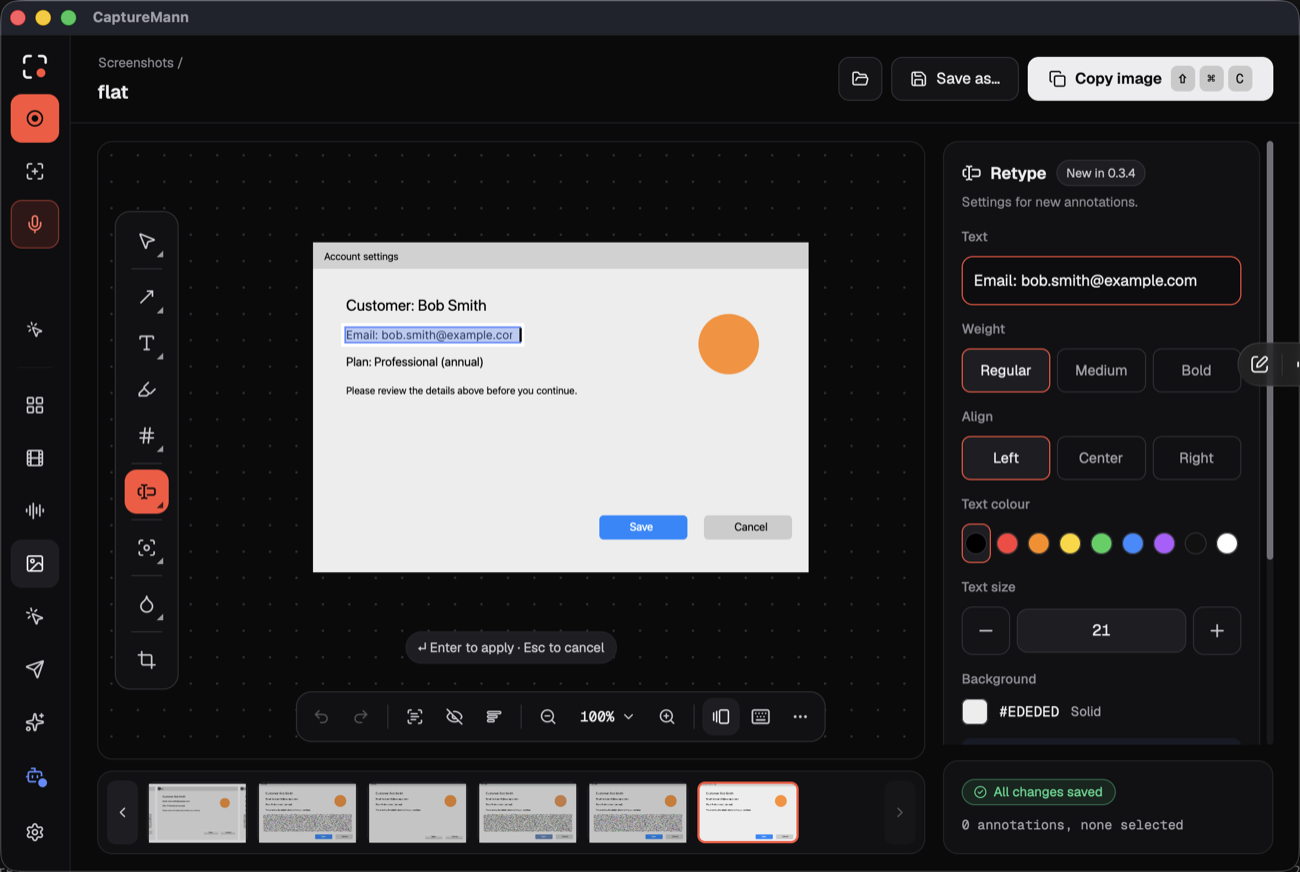 CaptureMann
Screenshots /
flat
Save as...
Copy image ⇧ ⌘ C
Account settings
Customer: Bob Smith
Email: bob.smith@example.cor
Plan: Professional (annual)
Please review the details above before you continue.
Save
Cancel
↵ Enter to apply · Esc to cancel
100%
Retype
New in 0.3.4
Settings for new annotations.
Text
Email: bob.smith@example.com
Weight
Regular
Medium
Bold
Align
Left
Center
Right
Text colour
Text size
21
Background
#EDEDED Solid
All changes saved
0 annotations, none selected